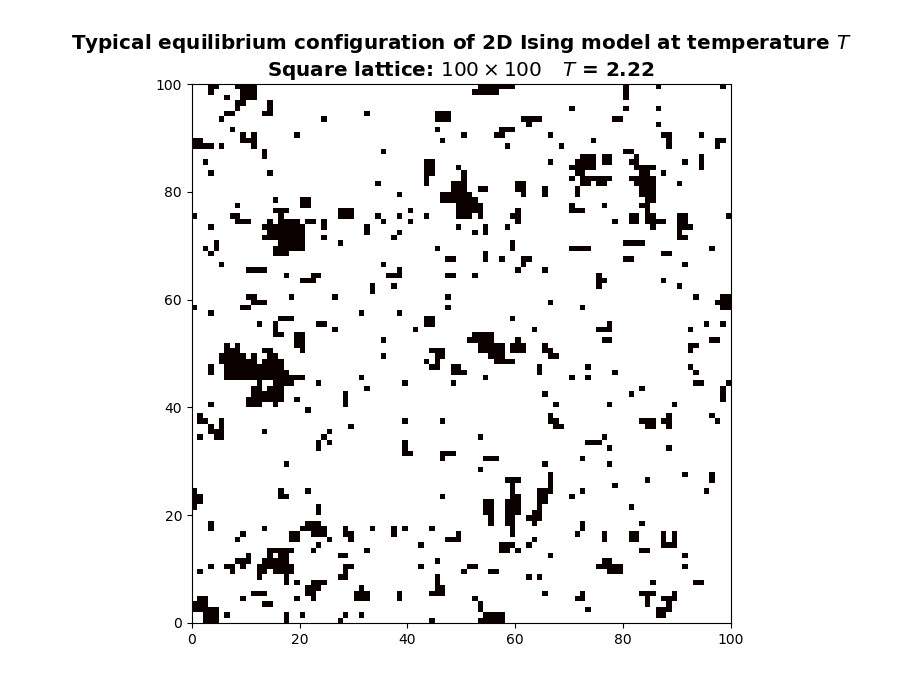 Typical equilibrium configuration of 2D Ising model at temperature T
Square lattice: 100 × 100 T = 2.22
100
80
60
40
20
0
0 20 40 60 80 100